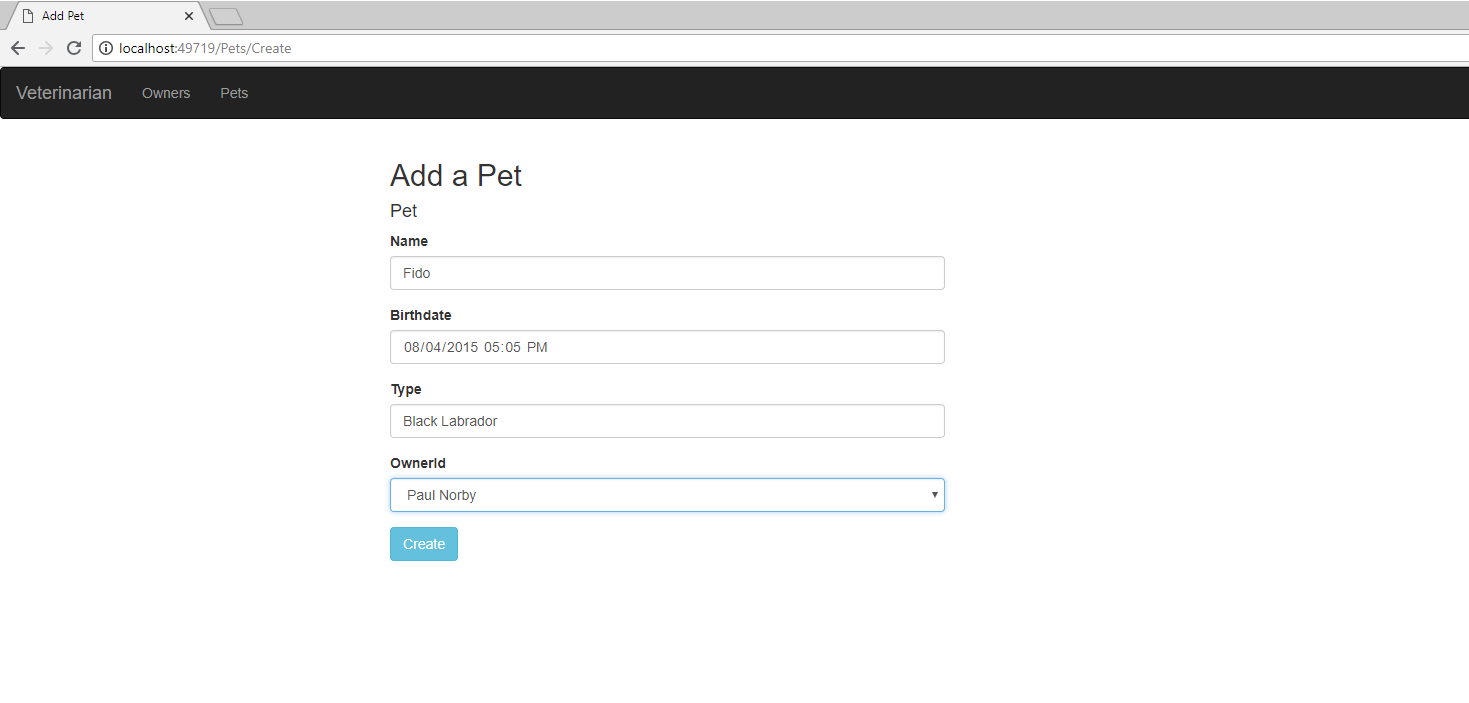 Add Pet
localhost:49719/Pets/Create
Veterinarian Owners Pets
Add a Pet
Pet
Name
Fido
Birthdate
08/04/2015 05:05 PM
Type
Black Labrador
OwnerId
Paul Norby
Create